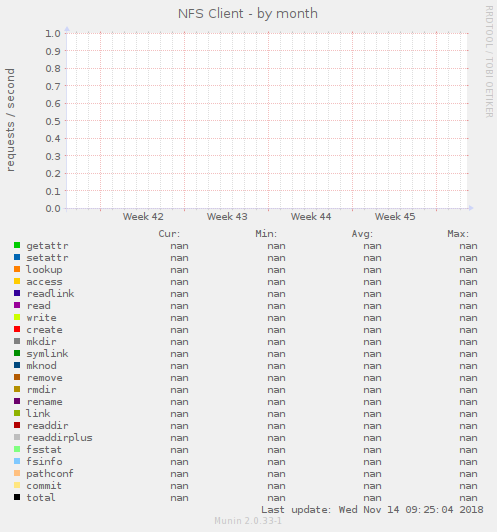 NFS Client - by month
RRDTOOL / TOBI OETIKER
requests / second
1.0
0.9
0.8
0.7
0.6
0.5
0.4
0.3
0.2
0.1
0.0
Week 42 Week 43 Week 44 Week 45
Cur: Min: Avg: Max:
getattr nan nan nan nan
setattr nan nan nan nan
lookup nan nan nan nan
access nan nan nan nan
readlink nan nan nan nan
read nan nan nan nan
write nan nan nan nan
create nan nan nan nan
mkdir nan nan nan nan
symlink nan nan nan nan
mknod nan nan nan nan
remove nan nan nan nan
rmdir nan nan nan nan
rename nan nan nan nan
link nan nan nan nan
readdir nan nan nan nan
readdirplus nan nan nan nan
fsstat nan nan nan nan
fsinfo nan nan nan nan
pathconf nan nan nan nan
commit nan nan nan nan
total nan nan nan nan
Last update: Wed Nov 14 09:25:04 2018
Munin 2.0.33-1